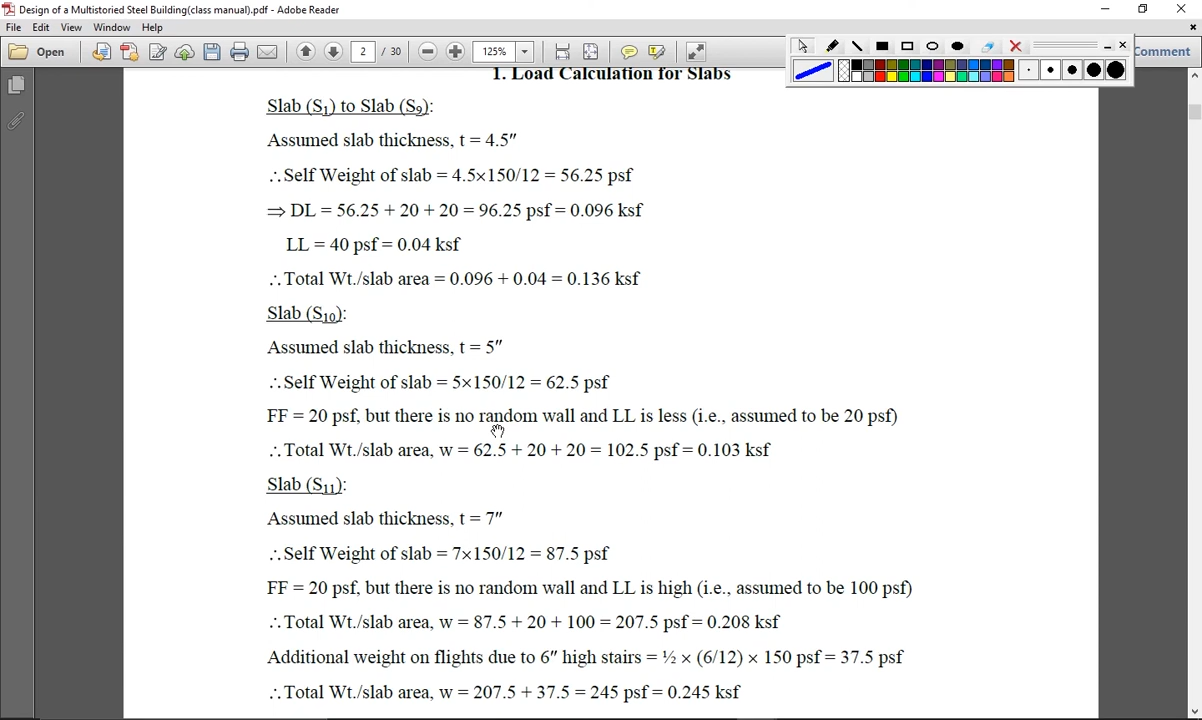 Design of a Multistoried Steel Building(class manual).pdf - Adobe Reader
File Edit View Window Help
Open 2 / 30 125% Comment
1. Load Calculation for Slabs
Slab (S₁) to Slab (S₉):
Assumed slab thickness, t = 4.5″
∴Self Weight of slab = 4.5×150/12 = 56.25 psf
⇒ DL = 56.25 + 20 + 20 = 96.25 psf = 0.096 ksf
LL = 40 psf = 0.04 ksf
∴Total Wt./slab area = 0.096 + 0.04 = 0.136 ksf
Slab (S₁₀):
Assumed slab thickness, t = 5″
∴Self Weight of slab = 5×150/12 = 62.5 psf
FF = 20 psf, but there is no random wall and LL is less (i.e., assumed to be 20 psf)
∴Total Wt./slab area, w = 62.5 + 20 + 20 = 102.5 psf = 0.103 ksf
Slab (S₁₁):
Assumed slab thickness, t = 7″
∴Self Weight of slab = 7×150/12 = 87.5 psf
FF = 20 psf, but there is no random wall and LL is high (i.e., assumed to be 100 psf)
∴Total Wt./slab area, w = 87.5 + 20 + 100 = 207.5 psf = 0.208 ksf
Additional weight on flights due to 6″ high stairs = ½ × (6/12) × 150 psf = 37.5 psf
∴Total Wt./slab area, w = 207.5 + 37.5 = 245 psf = 0.245 ksf